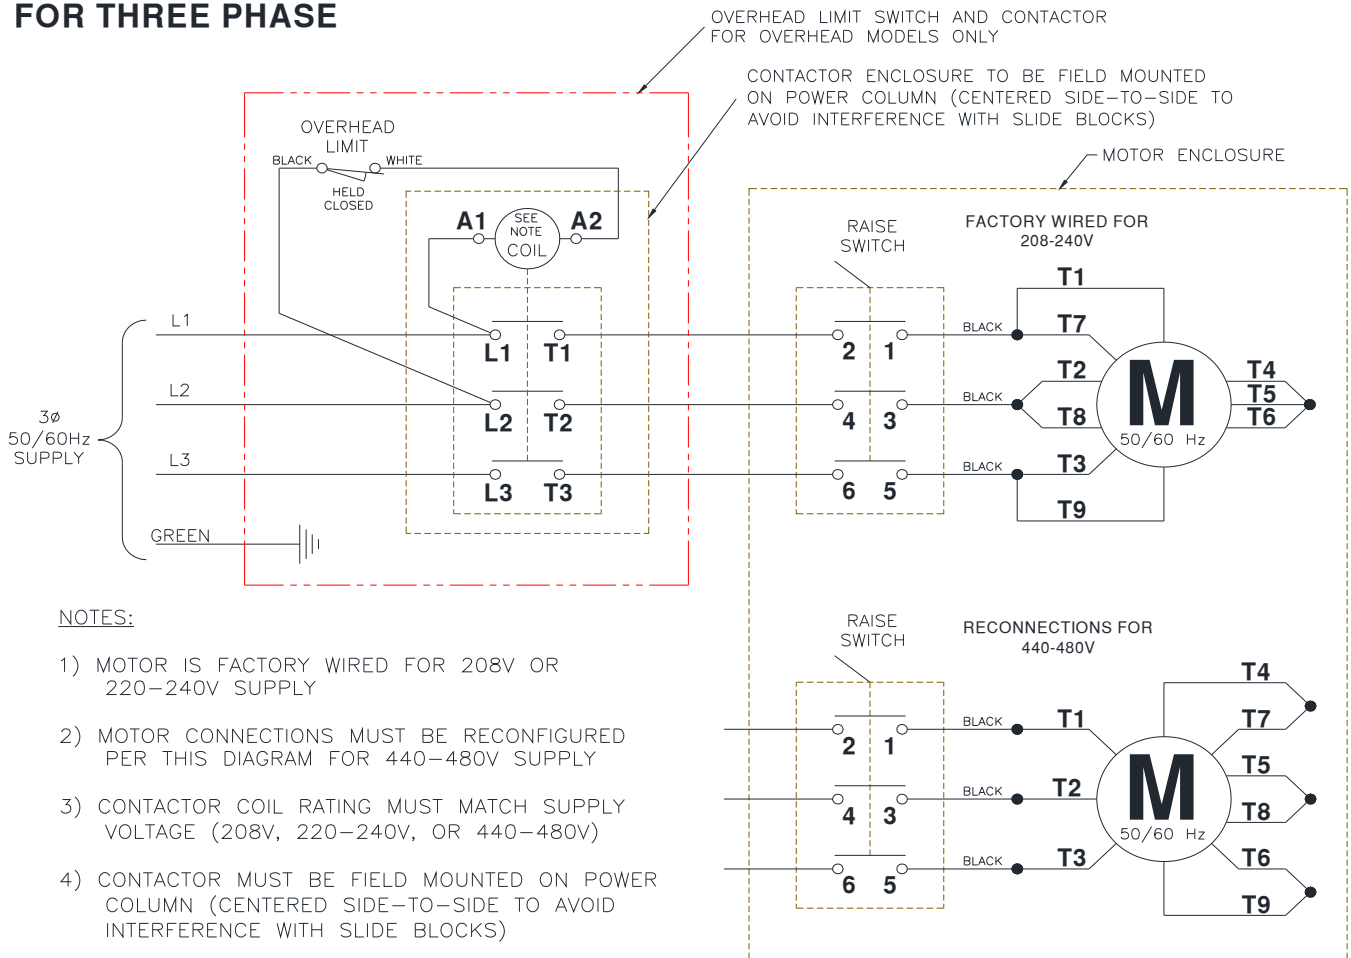 FOR THREE PHASE
OVERHEAD LIMIT SWITCH AND CONTACTOR
FOR OVERHEAD MODELS ONLY
CONTACTOR ENCLOSURE TO BE FIELD MOUNTED
ON POWER COLUMN (CENTERED SIDE-TO-SIDE TO
AVOID INTERFERENCE WITH SLIDE BLOCKS)
MOTOR ENCLOSURE
OVERHEAD
LIMIT
BLACK
WHITE
HELD
CLOSED
A1
SEE
NOTE
COIL
A2
RAISE
SWITCH
FACTORY WIRED FOR
208-240V
3ø
50/60Hz
SUPPLY
L1
L2
L3
GREEN
L1 T1
L2 T2
L3 T3
2 1
4 3
6 5
BLACK
BLACK
BLACK
T1
T7
T2
T8
T3
T9
M
50/60 Hz
T4
T5
T6
NOTES:
1) MOTOR IS FACTORY WIRED FOR 208V OR
220-240V SUPPLY
2) MOTOR CONNECTIONS MUST BE RECONFIGURED
PER THIS DIAGRAM FOR 440-480V SUPPLY
3) CONTACTOR COIL RATING MUST MATCH SUPPLY
VOLTAGE (208V, 220-240V, OR 440-480V)
4) CONTACTOR MUST BE FIELD MOUNTED ON POWER
COLUMN (CENTERED SIDE-TO-SIDE TO AVOID
INTERFERENCE WITH SLIDE BLOCKS)
RAISE
SWITCH
RECONNECTIONS FOR
440-480V
2 1
4 3
6 5
BLACK
BLACK
BLACK
T1
T2
T3
M
50/60 Hz
T4
T7
T5
T8
T6
T9